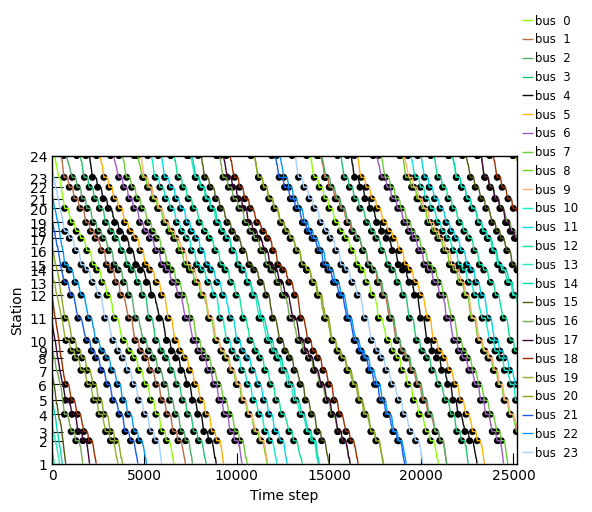 bus 0
bus 1
bus 2
bus 3
bus 4
bus 5
bus 6
bus 7
bus 8
bus 9
bus 10
bus 11
bus 12
bus 13
bus 14
bus 15
bus 16
bus 17
bus 18
bus 19
bus 20
bus 21
bus 22
bus 23
24
23
22
21
20
19
18
17
16
15
14
13
12
11
10
9
8
7
6
5
4
3
2
1
Station
0 5000 10000 15000 20000 25000
Time step